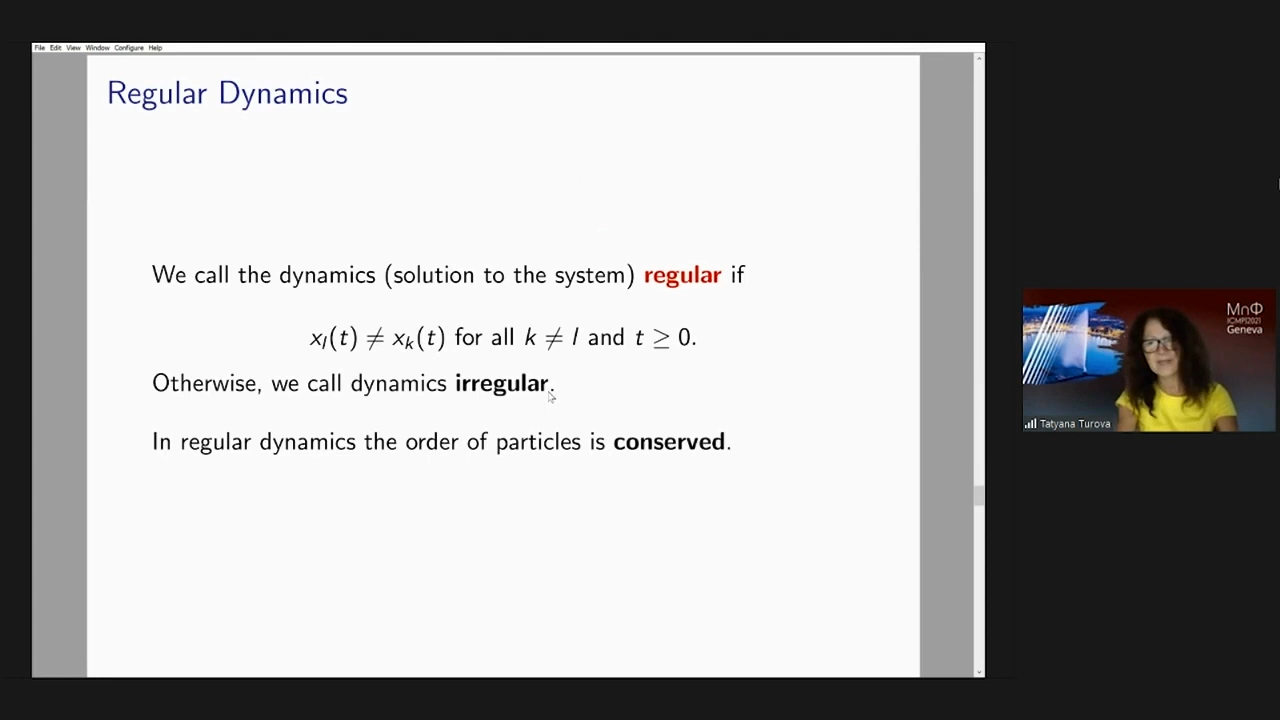 File Edit View Window Configure Help
Regular Dynamics
We call the dynamics (solution to the system) regular if
x_l(t) ≠ x_k(t) for all k ≠ l and t ≥ 0.
Otherwise, we call dynamics irregular.
In regular dynamics the order of particles is conserved.
MnΦ
ICMP|2021
Geneva
Tatyana Turova